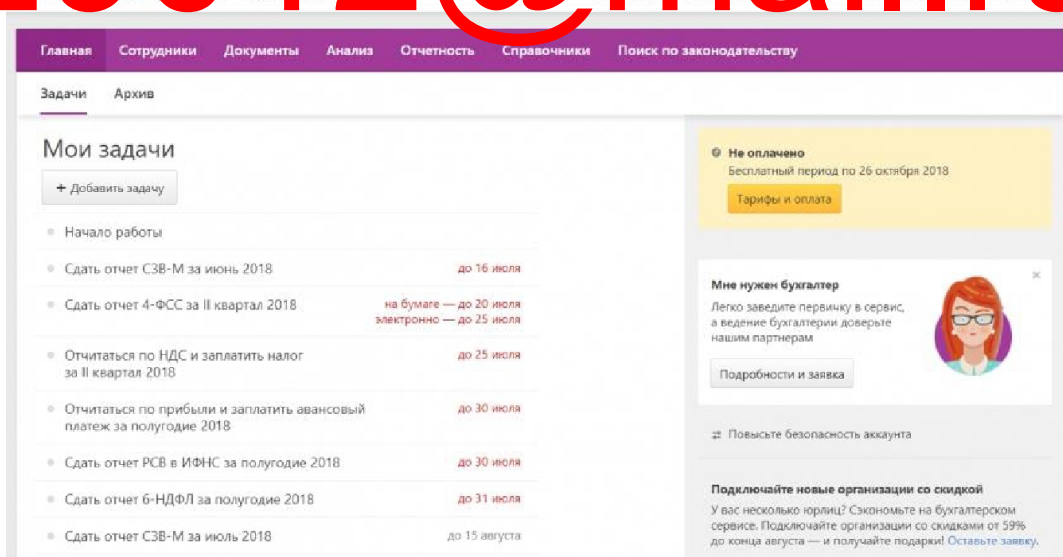 Главная Сотрудники Документы Анализ Отчетность Справочники Поиск по законодательству
Задачи Архив
Мои задачи
+ Добавить задачу
Начало работы
Сдать отчет СЗВ-М за июнь 2018 до 16 июля
Сдать отчет 4-ФСС за II квартал 2018 на бумаге — до 20 июля
электронно — до 25 июля
Отчитаться по НДС и заплатить налог до 25 июля
за II квартал 2018
Отчитаться по прибыли и заплатить авансовый до 30 июля
платеж за полугодие 2018
Сдать отчет РСВ в ИФНС за полугодие 2018 до 30 июля
Сдать отчет 6-НДФЛ за полугодие 2018 до 31 июля
Сдать отчет СЗВ-М за июль 2018 до 15 августа
Не оплачено
Бесплатный период по 26 октября 2018
Тарифы и оплата
Мне нужен бухгалтер
Легко заведите первичку в сервис,
а ведение бухгалтерии доверьте
нашим партнерам
Подробности и заявка
Повысьте безопасность аккаунта
Подключайте новые организации со скидкой
У вас несколько юрлиц? Сэкономьте на бухгалтерском
сервисе. Подключайте организации со скидками от 59%
до конца августа — и получайте подарки! Оставьте заявку.